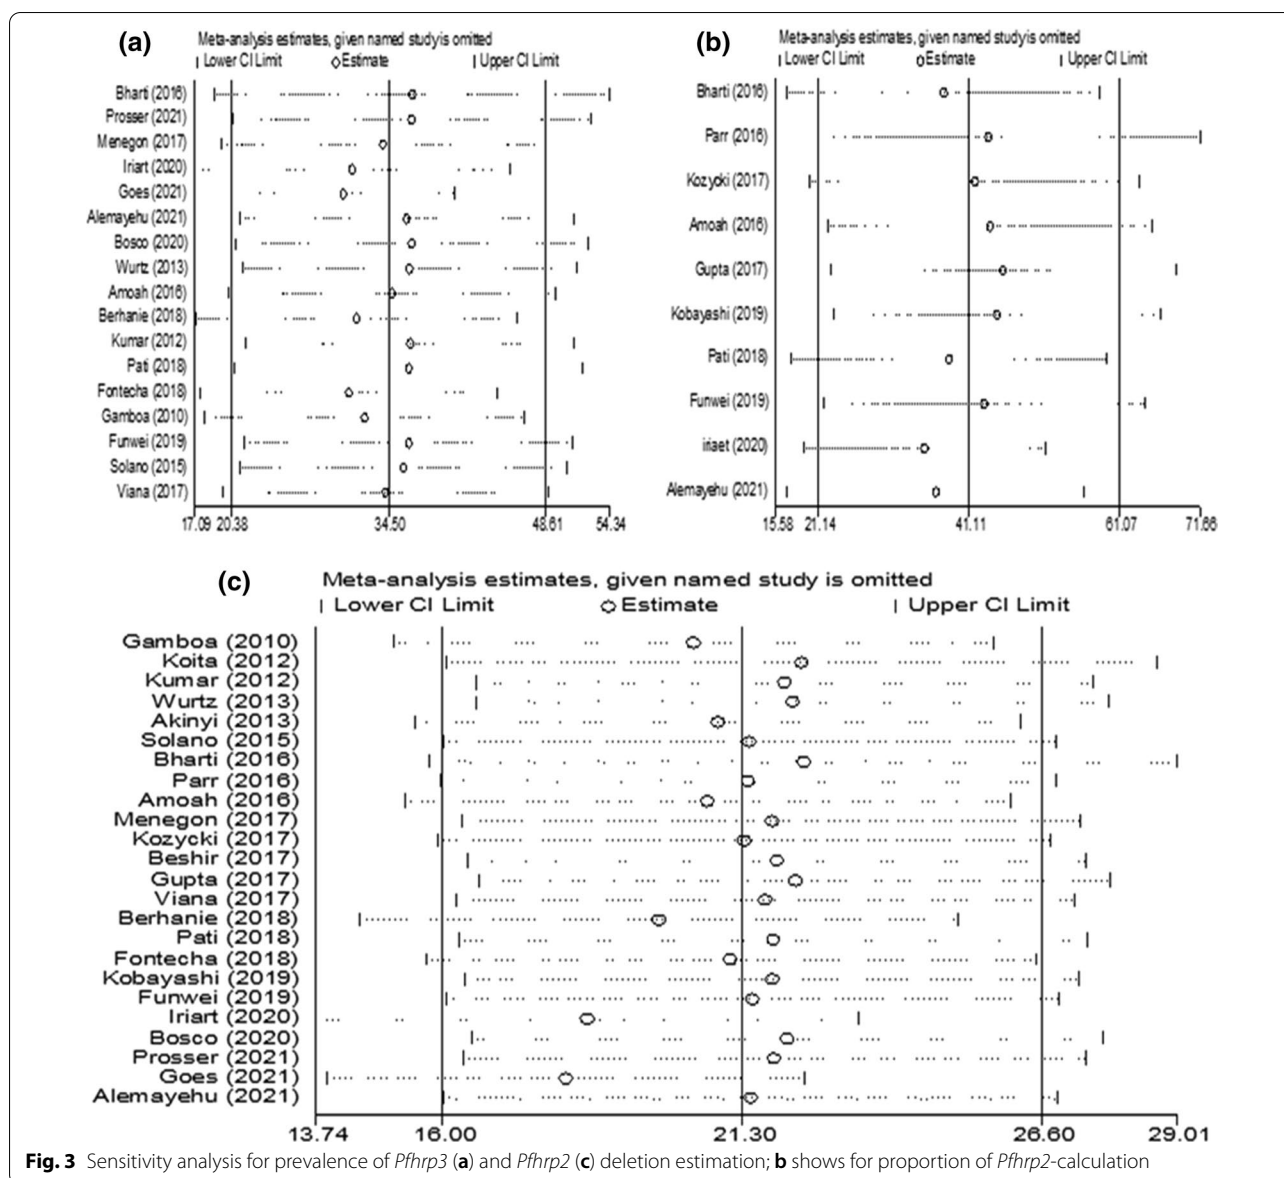 (a)
Meta-analysis estimates, given named study is omitted
| Lower CI Limit ○ Estimate | Upper CI Limit
Bharti (2016)
Prosser (2021)
Menegon (2017)
Iriart (2020)
Goes (2021)
Alemayehu (2021)
Bosco (2020)
Wurtz (2013)
Amoah (2016)
Berhanie (2018)
Kumar (2012)
Pati (2018)
Fontecha (2018)
Gamboa (2010)
Funwei (2019)
Solano (2015)
Viana (2017)
17.09 20.38 34.50 48.61 54.34
(b)
Meta-analysis estimates, given named study is omitted
| Lower CI Limit ○ Estimate | Upper CI Limit
Bharti (2016)
Parr (2016)
Kozycki (2017)
Amoah (2016)
Gupta (2017)
Kobayashi (2019)
Pati (2018)
Funwei (2019)
iriaet (2020)
Alemayehu (2021)
15.58 21.14 41.11 61.07 71.66
(c)
Meta-analysis estimates, given named study is omitted
| Lower CI Limit ○ Estimate | Upper CI Limit
Gamboa (2010)
Koita (2012)
Kumar (2012)
Wurtz (2013)
Akinyi (2013)
Solano (2015)
Bharti (2016)
Parr (2016)
Amoah (2016)
Menegon (2017)
Kozycki (2017)
Beshir (2017)
Gupta (2017)
Viana (2017)
Berhanie (2018)
Pati (2018)
Fontecha (2018)
Kobayashi (2019)
Funwei (2019)
Iriart (2020)
Bosco (2020)
Prosser (2021)
Goes (2021)
Alemayehu (2021)
13.74 16.00 21.30 26.60 29.01
Fig. 3 Sensitivity analysis for prevalence of Pfhrp3 (a) and Pfhrp2 (c) deletion estimation; b shows for proportion of Pfhrp2-calculation